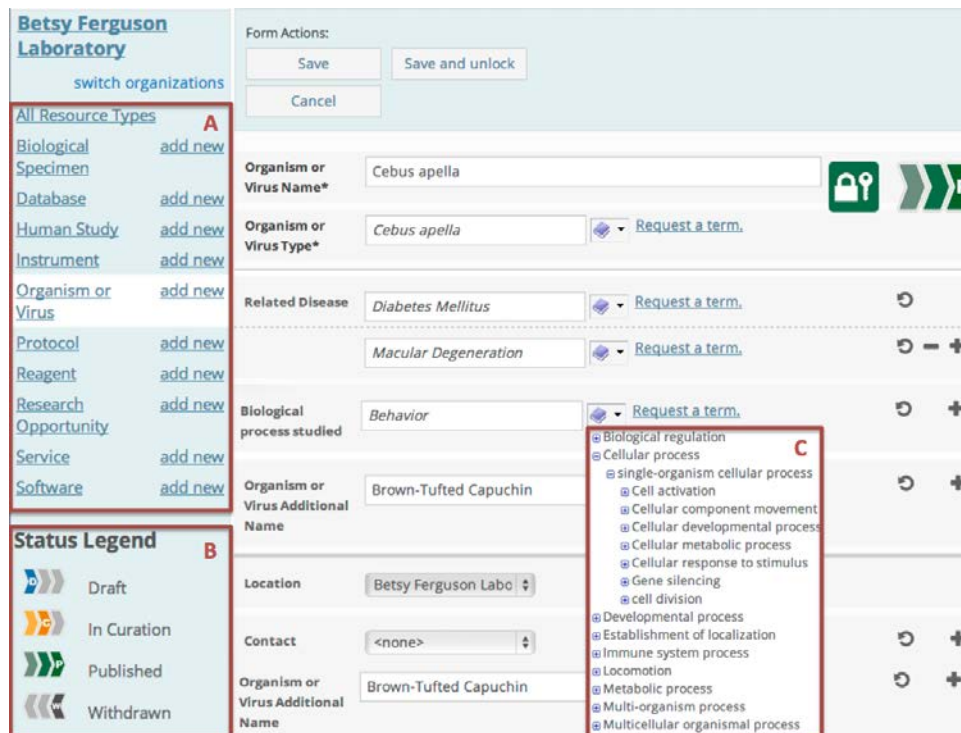 Betsy Ferguson
Laboratory
switch organizations
A
All Resource Types
Biological add new
Specimen
Database add new
Human Study add new
Instrument add new
Organism or add new
Virus
Protocol add new
Reagent add new
Research add new
Opportunity
Service add new
Software add new
Status Legend B
D Draft
C In Curation
P Published
W Withdrawn
Form Actions:
Save Save and unlock
Cancel
Organism or
Virus Name*
Cebus apella
Organism or
Virus Type*
Cebus apella Request a term.
Related Disease Diabetes Mellitus Request a term.
Macular Degeneration Request a term.
Biological
process studied
Behavior Request a term.
C
Biological regulation
Cellular process
single-organism cellular process
Cell activation
Cellular component movement
Cellular developmental process
Cellular metabolic process
Cellular response to stimulus
Gene silencing
cell division
Developmental process
Establishment of localization
Immune system process
Locomotion
Metabolic process
Multi-organism process
Multicellular organismal process
Organism or
Virus Additional
Name
Brown-Tufted Capuchin
Location Betsy Ferguson Labo
Contact <none>
Organism or
Virus Additional
Name
Brown-Tufted Capuchin